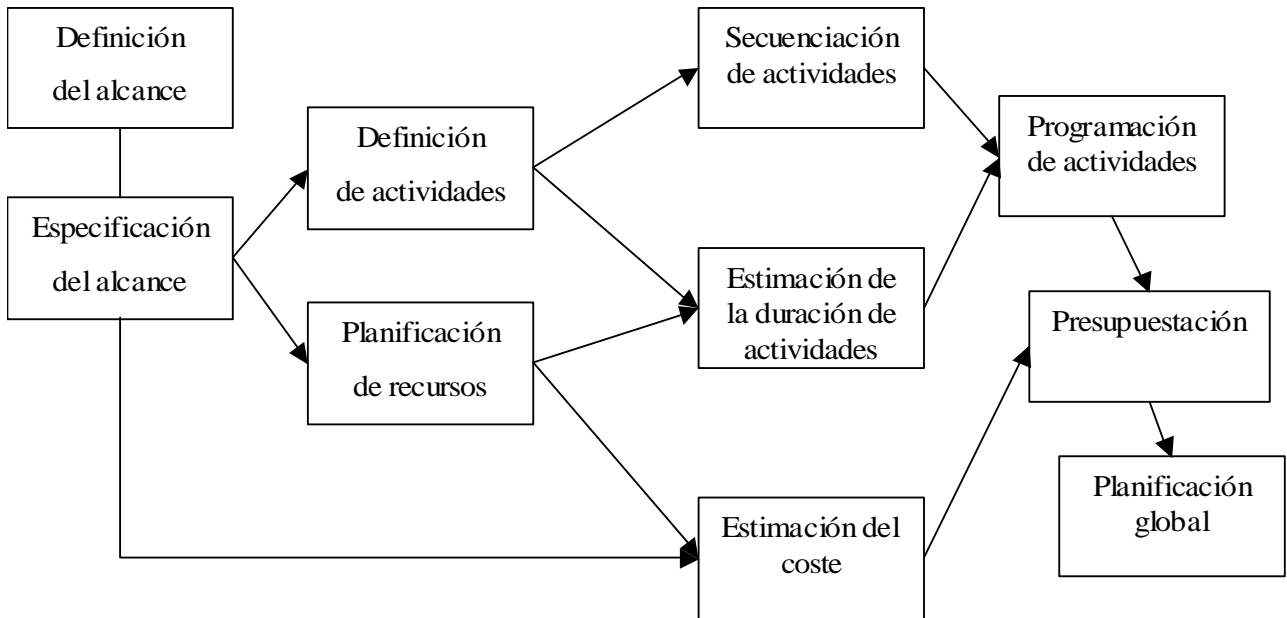 Definición
del alcance
Especificación
del alcance
Definición
de actividades
Planificación
de recursos
Secuenciación
de actividades
Estimación de
la duración de
actividades
Estimación del
coste
Programación
de actividades
Presupuestación
Planificación
global